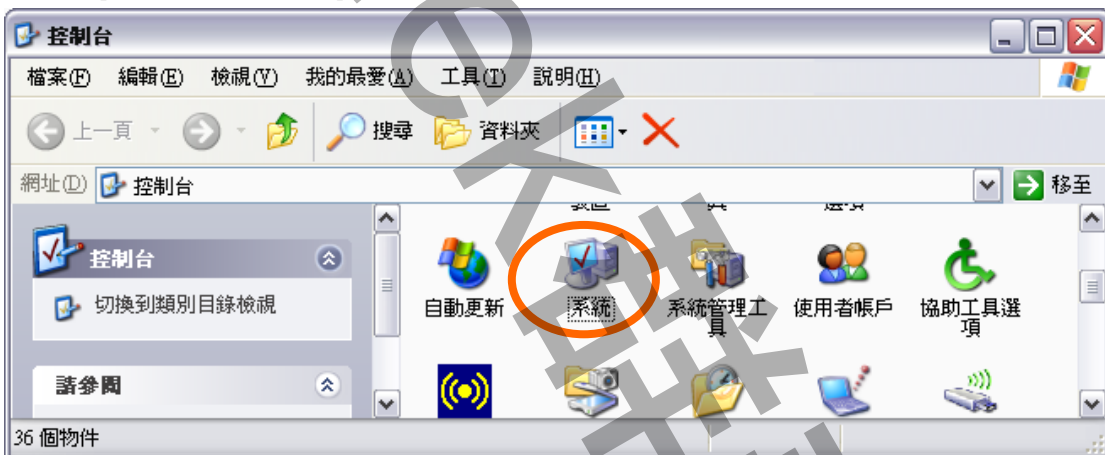 控制台
檔案(F) 編輯(E) 檢視(V) 我的最愛(A) 工具(T) 說明(H)
上一頁 搜尋 資料夾
網址(D) 控制台 移至
控制台
切換到類別目錄檢視
請參閱
自動更新 系統 系統管理工具 使用者帳戶 協助工具選項
36 個物件